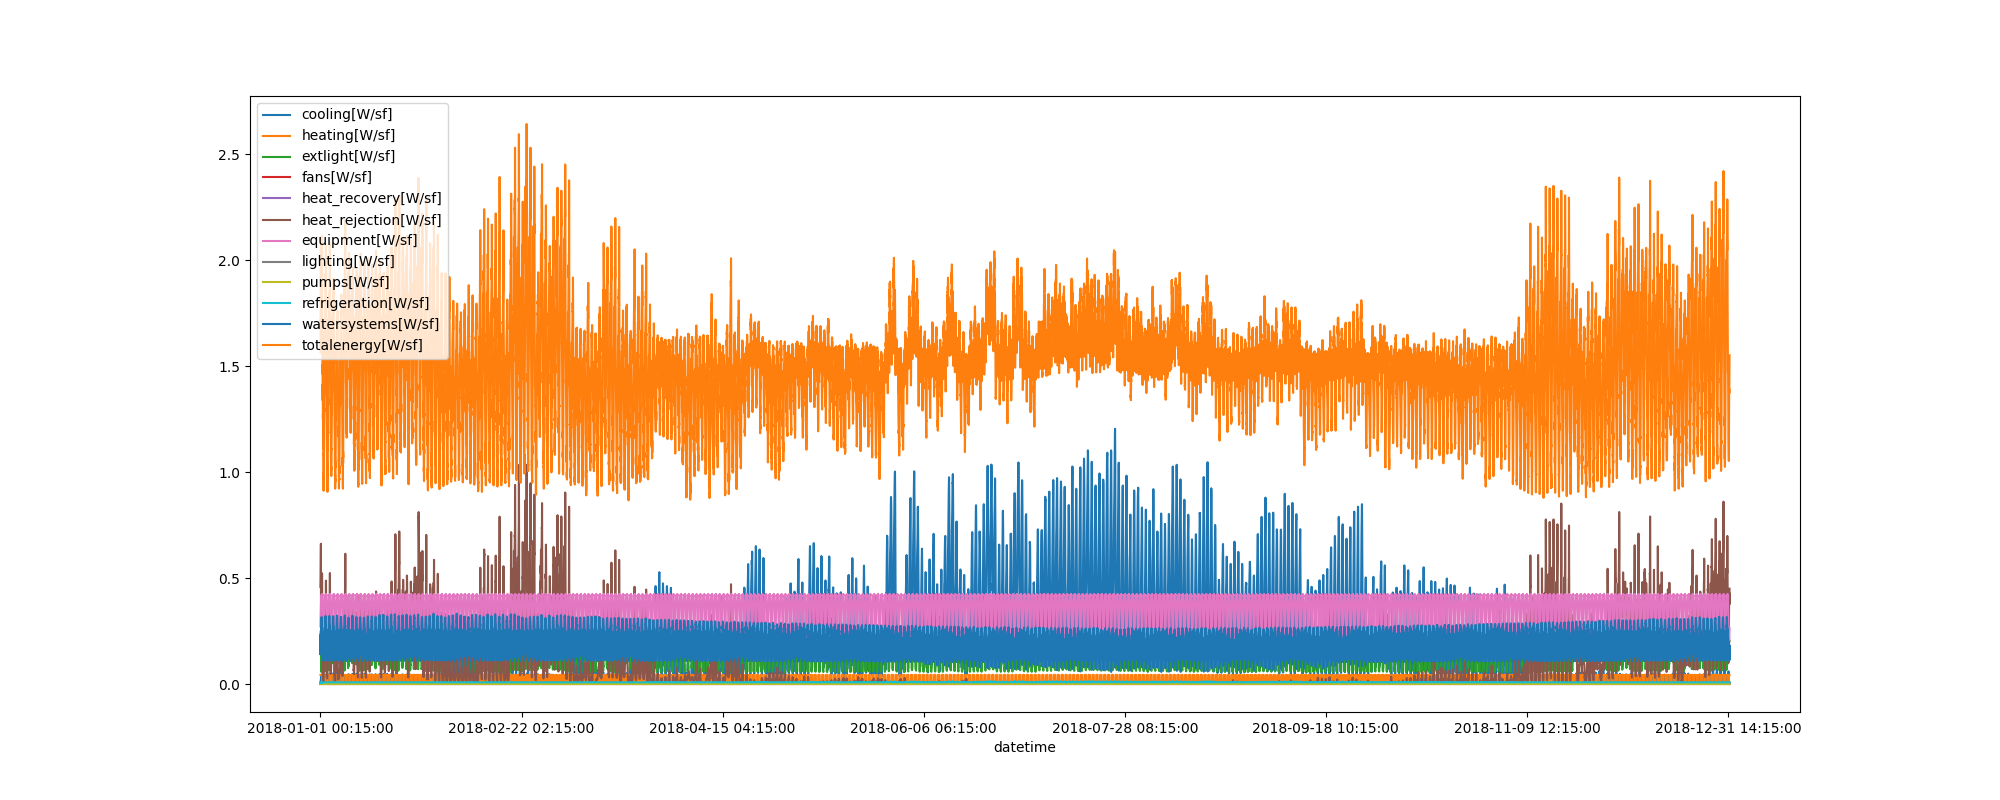 cooling[W/sf]
heating[W/sf]
extlight[W/sf]
fans[W/sf]
heat_recovery[W/sf]
heat_rejection[W/sf]
equipment[W/sf]
lighting[W/sf]
pumps[W/sf]
refrigeration[W/sf]
watersystems[W/sf]
totalenergy[W/sf]
2.5
2.0
1.5
1.0
0.5
0.0
2018-01-01 00:15:00 2018-02-22 02:15:00 2018-04-15 04:15:00 2018-06-06 06:15:00 2018-07-28 08:15:00 2018-09-18 10:15:00 2018-11-09 12:15:00 2018-12-31 14:15:00
datetime